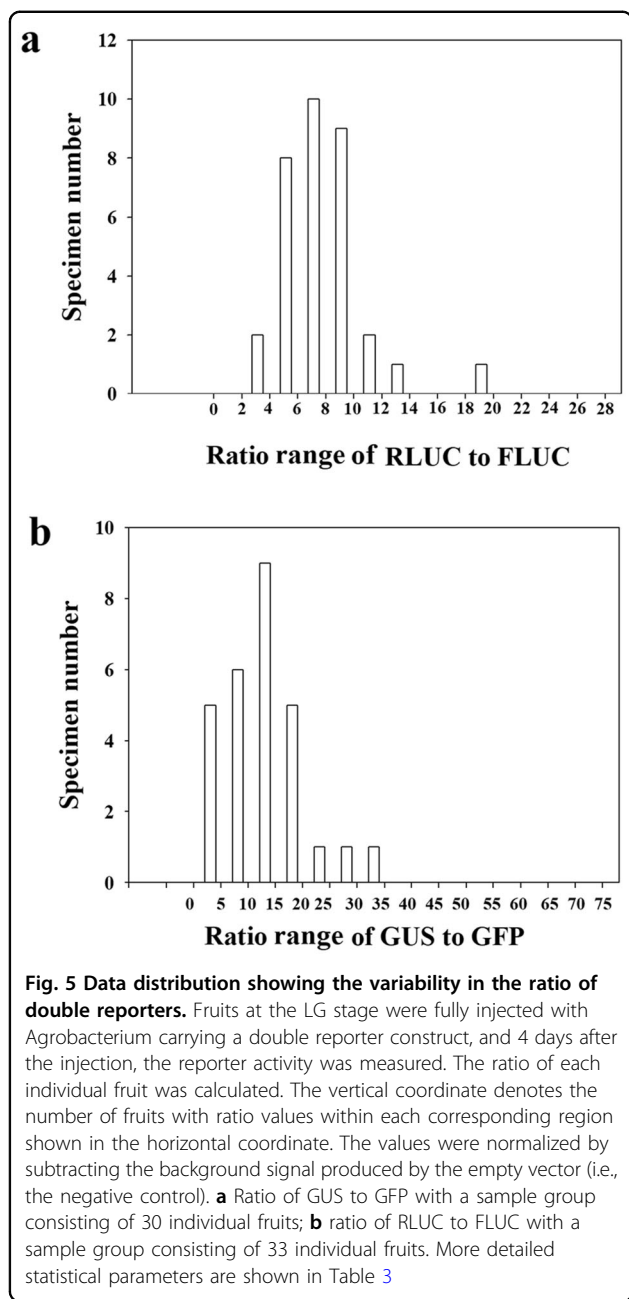 a
12
10
8
6
4
2
0
Specimen number
0 2 4 6 8 10 12 14 16 18 20 22 24 26 28
Ratio range of RLUC to FLUC
b
10
8
6
4
2
0
Specimen number
0 5 10 15 20 25 30 35 40 45 50 55 60 65 70 75
Ratio range of GUS to GFP
Fig. 5 Data distribution showing the variability in the ratio of
double reporters. Fruits at the LG stage were fully injected with
Agrobacterium carrying a double reporter construct, and 4 days after
the injection, the reporter activity was measured. The ratio of each
individual fruit was calculated. The vertical coordinate denotes the
number of fruits with ratio values within each corresponding region
shown in the horizontal coordinate. The values were normalized by
subtracting the background signal produced by the empty vector (i.e.,
the negative control). a Ratio of GUS to GFP with a sample group
consisting of 30 individual fruits; b ratio of RLUC to FLUC with a
sample group consisting of 33 individual fruits. More detailed
statistical parameters are shown in Table 3